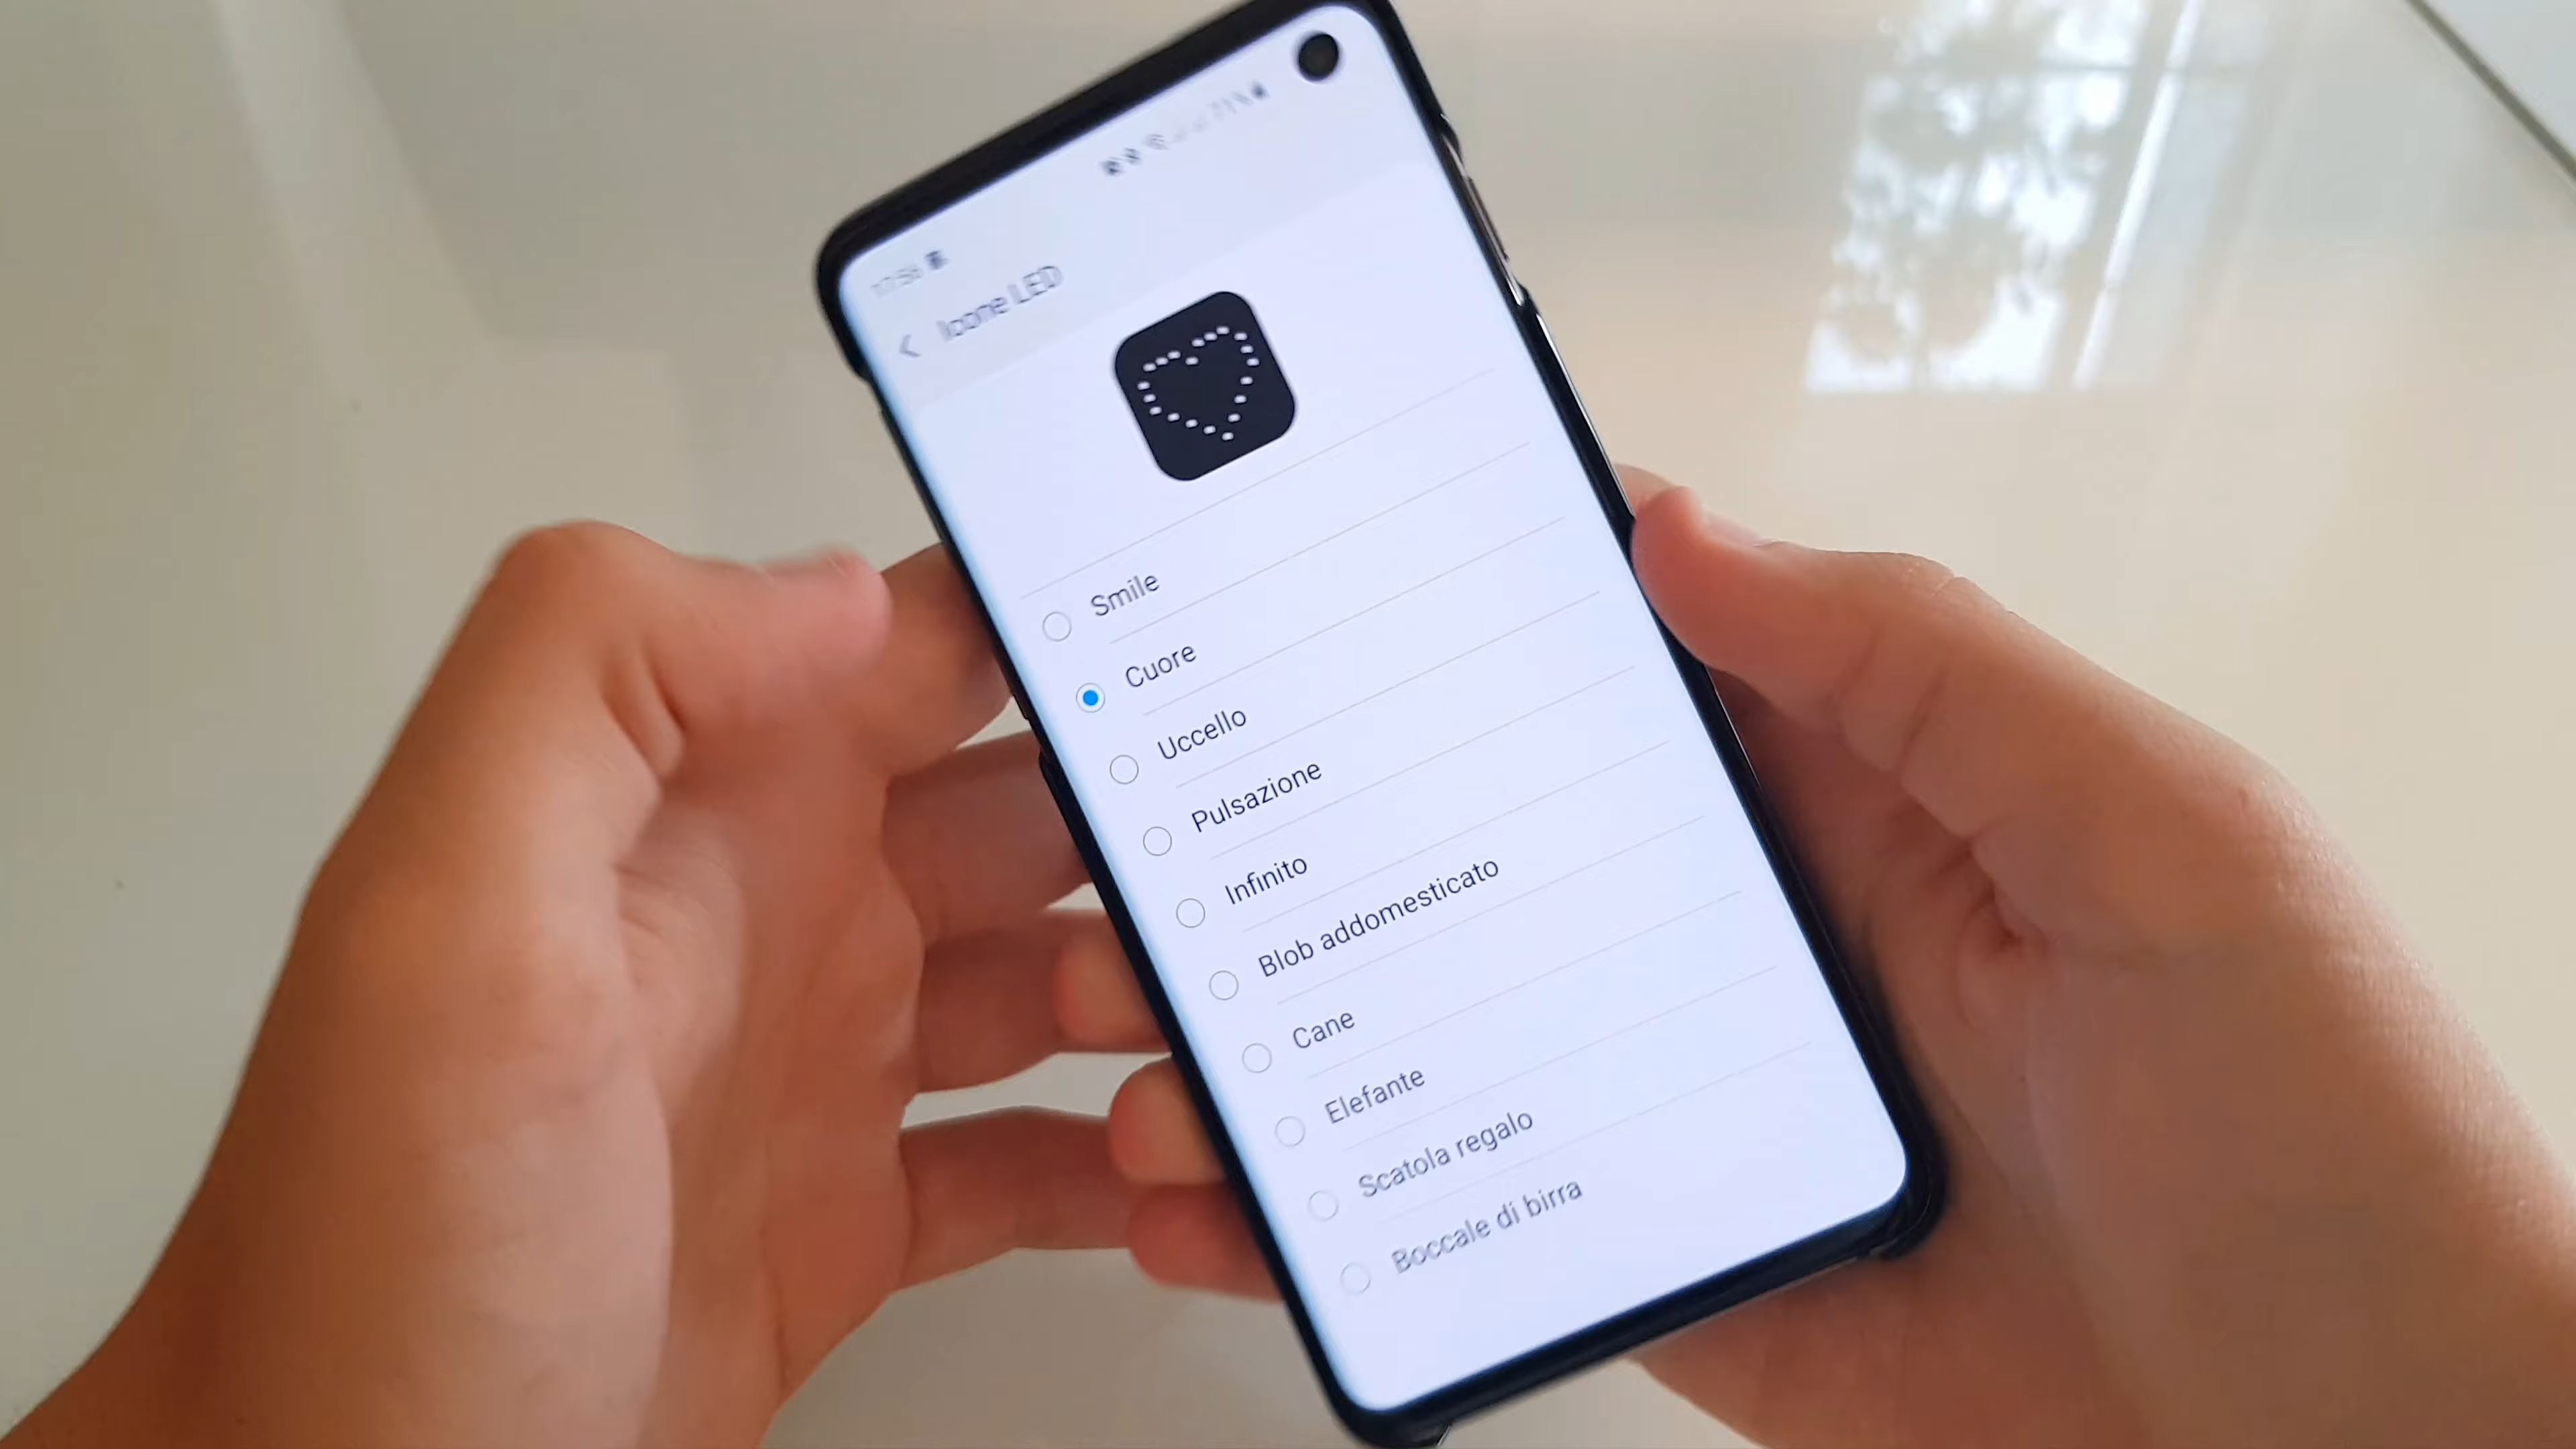 Icone LED
Smile
Cuore
Uccello
Pulsazione
Infinito
Blob addomesticato
Cane
Elefante
Scatola regalo
Boccale di birra